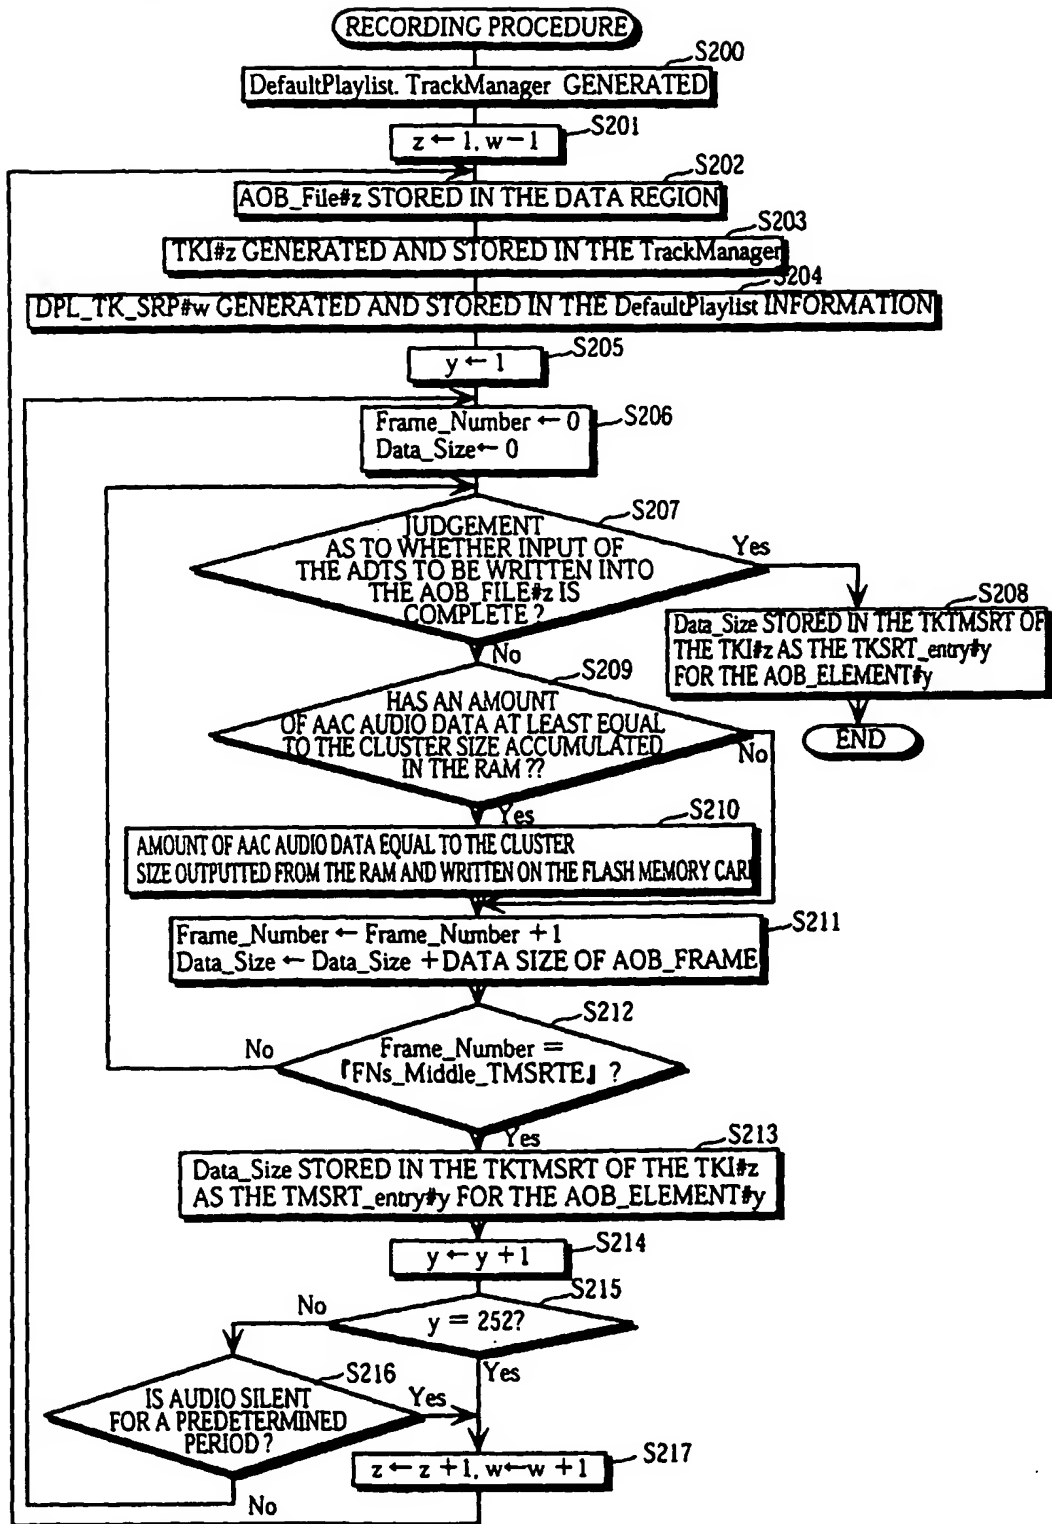 RECORDING PROCEDURE
S200
DefaultPlaylist. TrackManager GENERATED
S201
z ← 1, w − 1
S202
AOB_File#z STORED IN THE DATA REGION
S203
TKI#z GENERATED AND STORED IN THE TrackManager
S204
DPL_TK_SRP#w GENERATED AND STORED IN THE DefaultPlaylist INFORMATION
S205
y ← 1
S206
Frame_Number ← 0
Data_Size ← 0
S207
JUDGEMENT
AS TO WHETHER INPUT OF
THE ADTS TO BE WRITTEN INTO
THE AOB_FILE#z IS
COMPLETE ?
Yes
No
S208
Data_Size STORED IN THE TKTMSRT OF
THE TKI#z AS THE TKSRT_entry#y
FOR THE AOB_ELEMENT#y
END
S209
HAS AN AMOUNT
OF AAC AUDIO DATA AT LEAST EQUAL
TO THE CLUSTER SIZE ACCUMULATED
IN THE RAM ??
No
Yes
S210
AMOUNT OF AAC AUDIO DATA EQUAL TO THE CLUSTER
SIZE OUTPUTTED FROM THE RAM AND WRITTEN ON THE FLASH MEMORY CARD
S211
Frame_Number ← Frame_Number + 1
Data_Size ← Data_Size + DATA SIZE OF AOB_FRAME
S212
Frame_Number =
『FNs_Middle_TMSRTE』 ?
No
Yes
S213
Data_Size STORED IN THE TKTMSRT OF THE TKI#z
AS THE TMSRT_entry#y FOR THE AOB_ELEMENT#y
S214
y ← y + 1
S215
y = 252?
No
Yes
S216
IS AUDIO SILENT
FOR A PREDETERMINED
PERIOD ?
Yes
No
S217
z ← z + 1, w ← w + 1